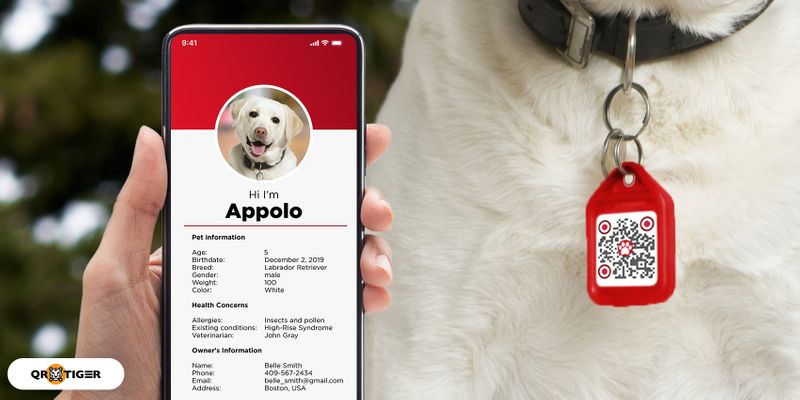 9:41
Hi I'm
Appolo
Pet information
Age: 5
Birthdate: December 2, 2019
Breed: Labrador Retriever
Gender: male
Weight: 100
Color: White
Health Concerns
Allergies: Insects and pollen
Existing conditions: High-Rise Syndrome
Veterinarian: John Gray
Owner's Information
Name: Belle Smith
Phone: 409-567-2434
Email: belle_smith@gmail.com
Address: Boston, USA
QR TIGER